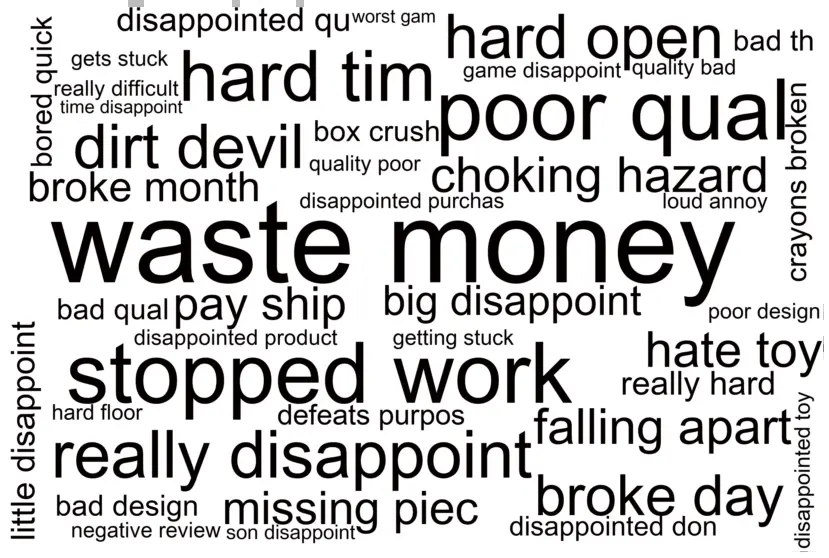 disappointed qu
worst gam
hard open
bad th
bored quick
gets stuck
hard tim
game disappoint
quality bad
really difficult
time disappoint
poor qual
crayons broken
dirt devil
box crush
quality poor
choking hazard
broke month
disappointed purchas
loud annoy
waste money
bad qual
pay ship
big disappoint
poor design
disappointed product
getting stuck
little disappoint
stopped work
hate toy
really hard
hard floor
defeats purpos
falling apart
disappointed toy
really disappoint
bad design
missing piec
broke day
negative review
son disappoint
disappointed don